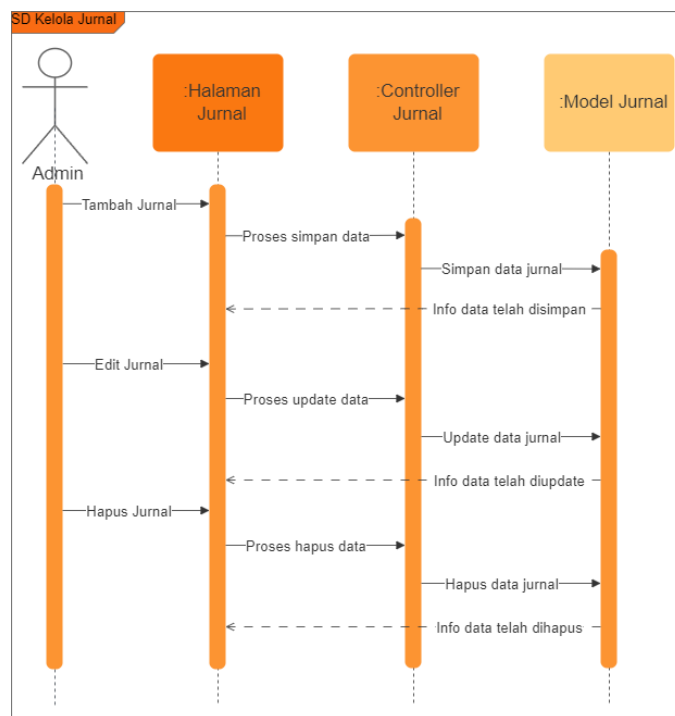 SD Kelola Jurnal
Admin
:Halaman
Jurnal
:Controller
Jurnal
:Model Jurnal
Tambah Jurnal
Proses simpan data
Simpan data jurnal
Info data telah disimpan
Edit Jurnal
Proses update data
Update data jurnal
Info data telah diupdate
Hapus Jurnal
Proses hapus data
Hapus data jurnal
Info data telah dihapus